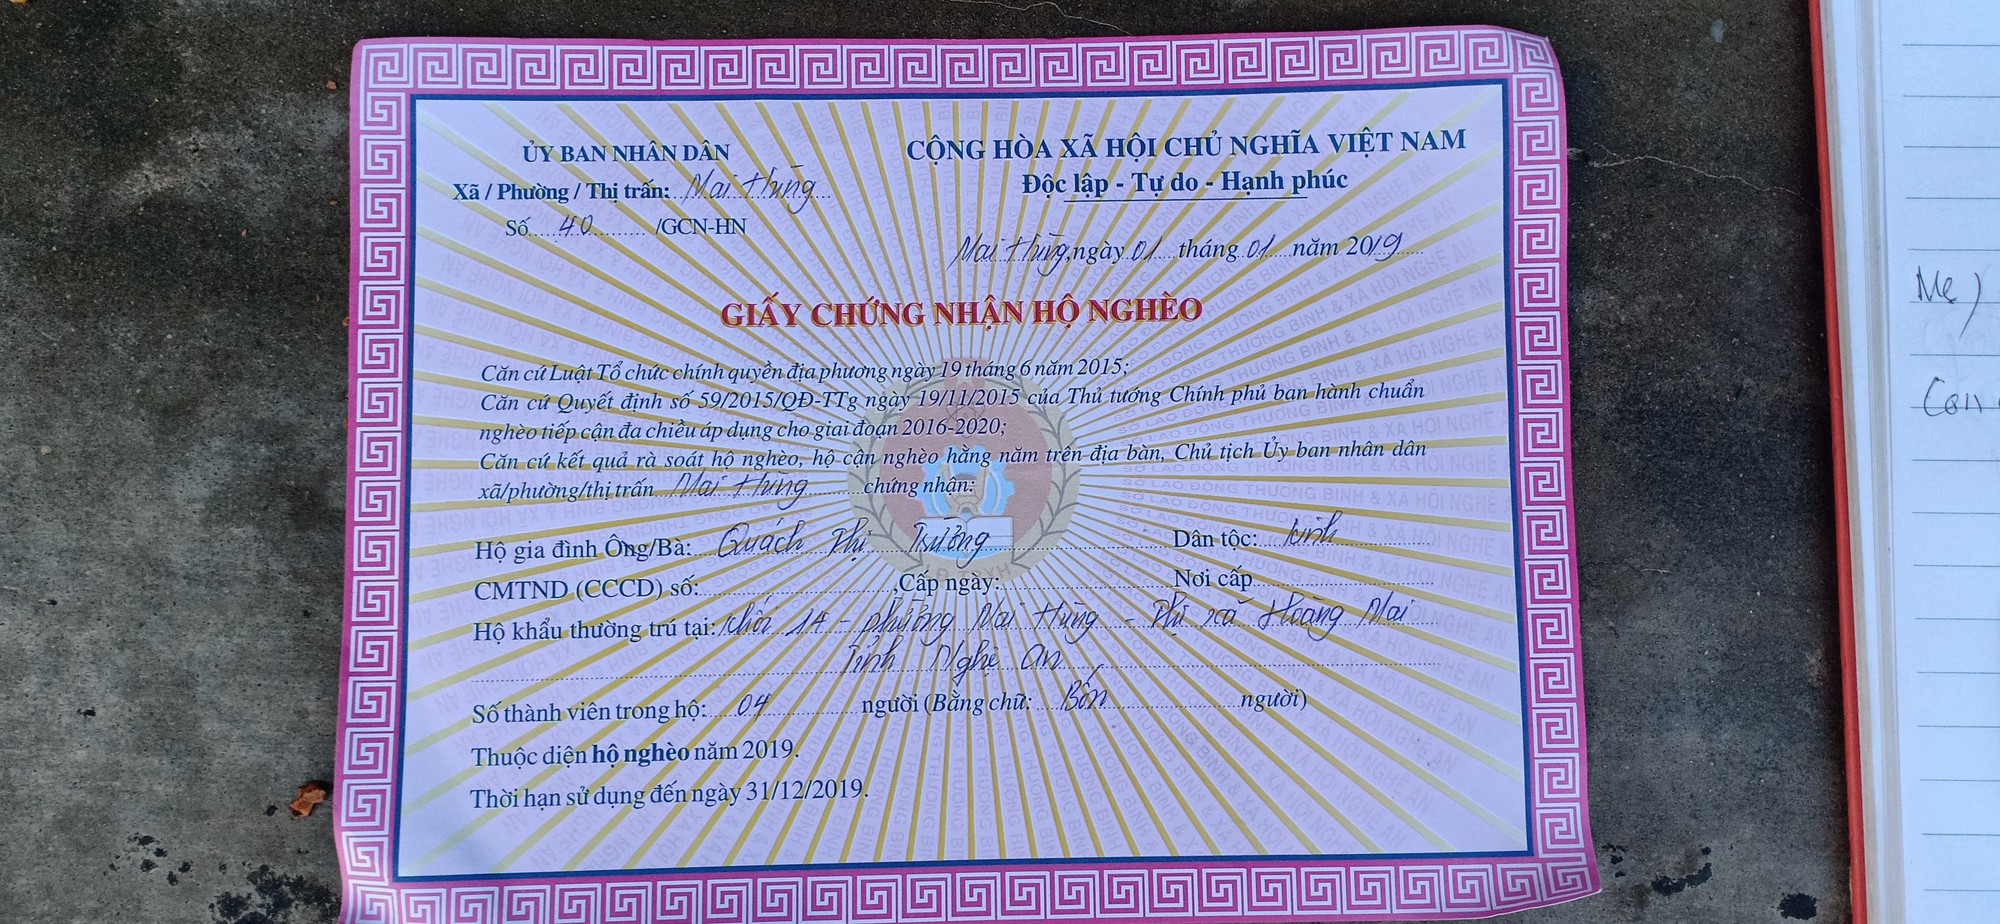 ỦY BAN NHÂN DÂN
Xã / Phường / Thị trấn: Mai Hùng
Số 40 /GCN-HN
CỘNG HÒA XÃ HỘI CHỦ NGHĨA VIỆT NAM
Độc lập - Tự do - Hạnh phúc
Mai Hùng, ngày 01 tháng 01 năm 2019
GIẤY CHỨNG NHẬN HỘ NGHÈO
Căn cứ Luật Tổ chức chính quyền địa phương ngày 19 tháng 6 năm 2015;
Căn cứ Quyết định số 59/2015/QĐ-TTg ngày 19/11/2015 của Thủ tướng Chính phủ ban hành chuẩn
nghèo tiếp cận đa chiều áp dụng cho giai đoạn 2016-2020;
Căn cứ kết quả rà soát hộ nghèo, hộ cận nghèo hằng năm trên địa bàn, Chủ tịch Ủy ban nhân dân
xã/phường/thị trấn Mai Hùng chứng nhận:
Hộ gia đình Ông/Bà: Quách Thị Trường Dân tộc: Kinh
CMTND (CCCD) số: ,Cấp ngày: Nơi cấp
Hộ khẩu thường trú tại: Khối 1A - phường Mai Hùng - Thị xã Hoàng Mai
Tỉnh Nghệ An
Số thành viên trong hộ: 04 người (Bằng chữ: Bốn người)
Thuộc diện hộ nghèo năm 2019.
Thời hạn sử dụng đến ngày 31/12/2019.
Mẹ)
Con